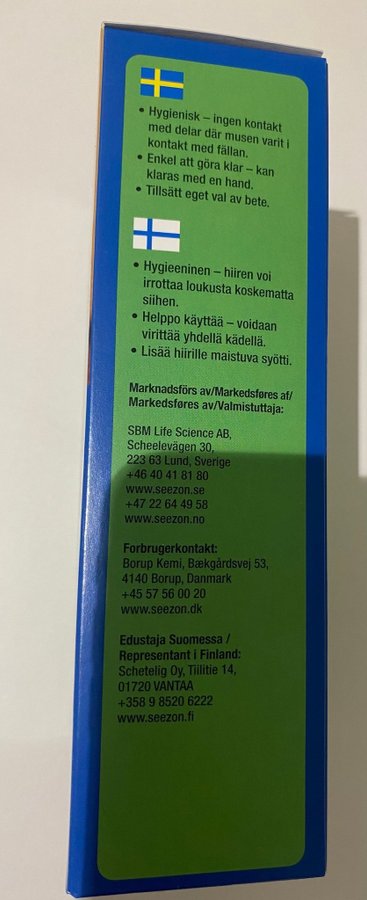 • Hygienisk – ingen kontakt
med delar där musen varit i
kontakt med fällan.
• Enkel att göra klar – kan
klaras med en hand.
• Tillsätt eget val av bete.
• Hygieeninen – hiiren voi
irrottaa loukusta koskematta
siihen.
• Helppo käyttää – voidaan
virittää yhdellä kädellä.
• Lisää hiirille maistuva syötti.
Marknadsförs av/Markedsføres af/
Markedsføres av/Valmistuttaja:
SBM Life Science AB,
Scheelevägen 30,
223 63 Lund, Sverige
+46 40 41 81 80
www.seezon.se
+47 22 64 49 58
www.seezon.no
Forbrugerkontakt:
Borup Kemi, Bækgårdsvej 53,
4140 Borup, Danmark
+45 57 56 00 20
www.seezon.dk
Edustaja Suomessa /
Representant i Finland:
Schetelig Oy, Tiilitie 14,
01720 VANTAA
+358 9 8520 6222
www.seezon.fi